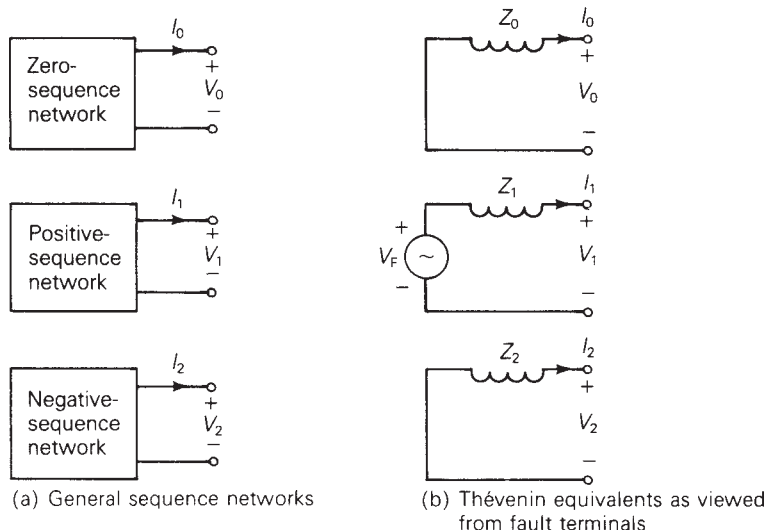 I0
Zero-
sequence
network
+
V0
−
I1
Positive-
sequence
network
+
V1
−
I2
Negative-
sequence
network
+
V2
−
(a) General sequence networks
Z0
I0
+
V0
−
Z1
I1
+
VF
~
−
+
V1
−
Z2
I2
+
V2
−
(b) Thévenin equivalents as viewed
from fault terminals